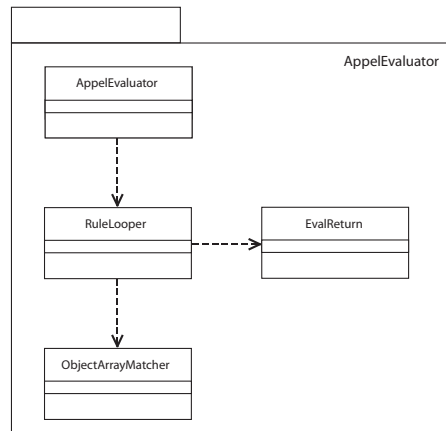 AppelEvaluator
AppelEvaluator
RuleLooper
EvalReturn
ObjectArrayMatcher